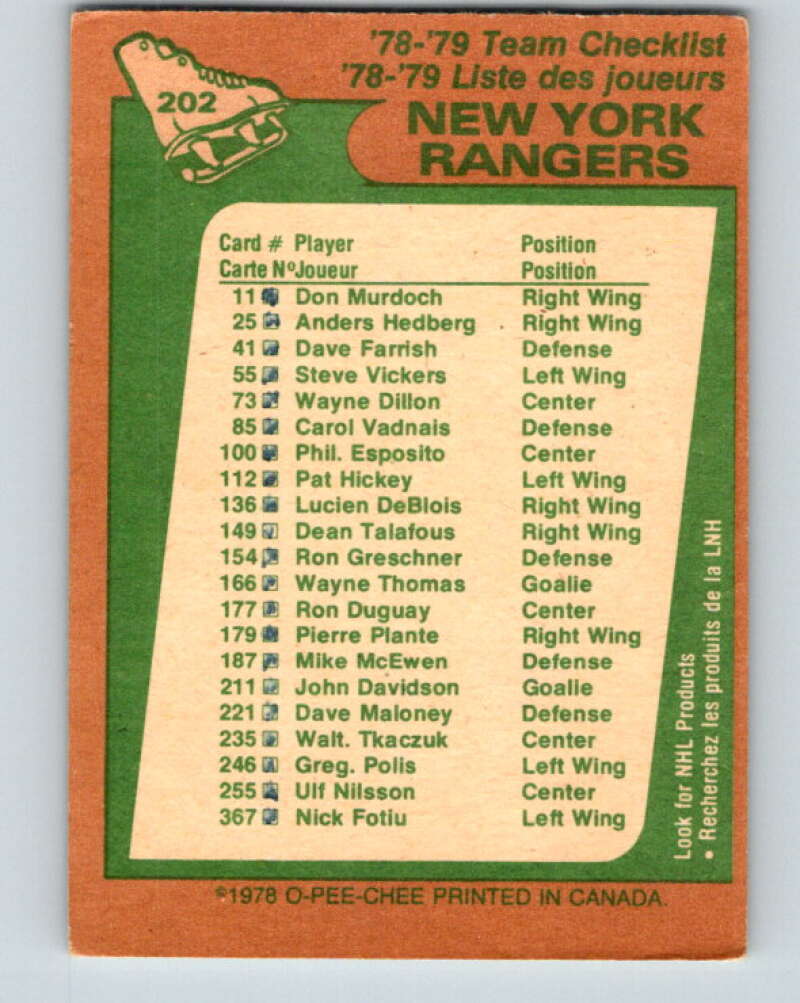 202
'78-'79 Team Checklist
'78-'79 Liste des joueurs
NEW YORK
RANGERS
Card # Player Position
Carte NºJoueur Position
11 Don Murdoch Right Wing
25 Anders Hedberg Right Wing
41 Dave Farrish Defense
55 Steve Vickers Left Wing
73 Wayne Dillon Center
85 Carol Vadnais Defense
100 Phil. Esposito Center
112 Pat Hickey Left Wing
136 Lucien DeBlois Right Wing
149 Dean Talafous Right Wing
154 Ron Greschner Defense
166 Wayne Thomas Goalie
177 Ron Duguay Center
179 Pierre Plante Right Wing
187 Mike McEwen Defense
211 John Davidson Goalie
221 Dave Maloney Defense
235 Walt. Tkaczuk Center
246 Greg. Polis Left Wing
255 Ulf Nilsson Center
367 Nick Fotiu Left Wing
Look for NHL Products
• Recherchez les produits de la LNH
©1978 O-PEE-CHEE PRINTED IN CANADA.